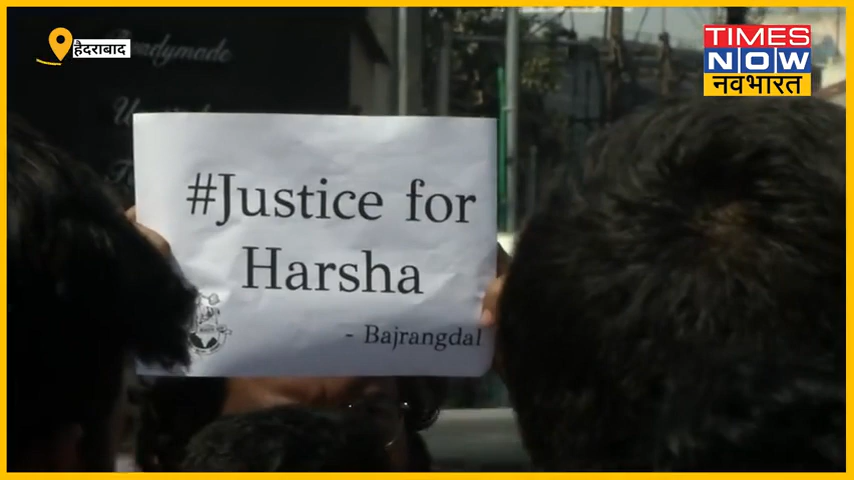 हैदराबाद
TIMES
NOW
नवभारत
#Justice for
Harsha
- Bajrangdal